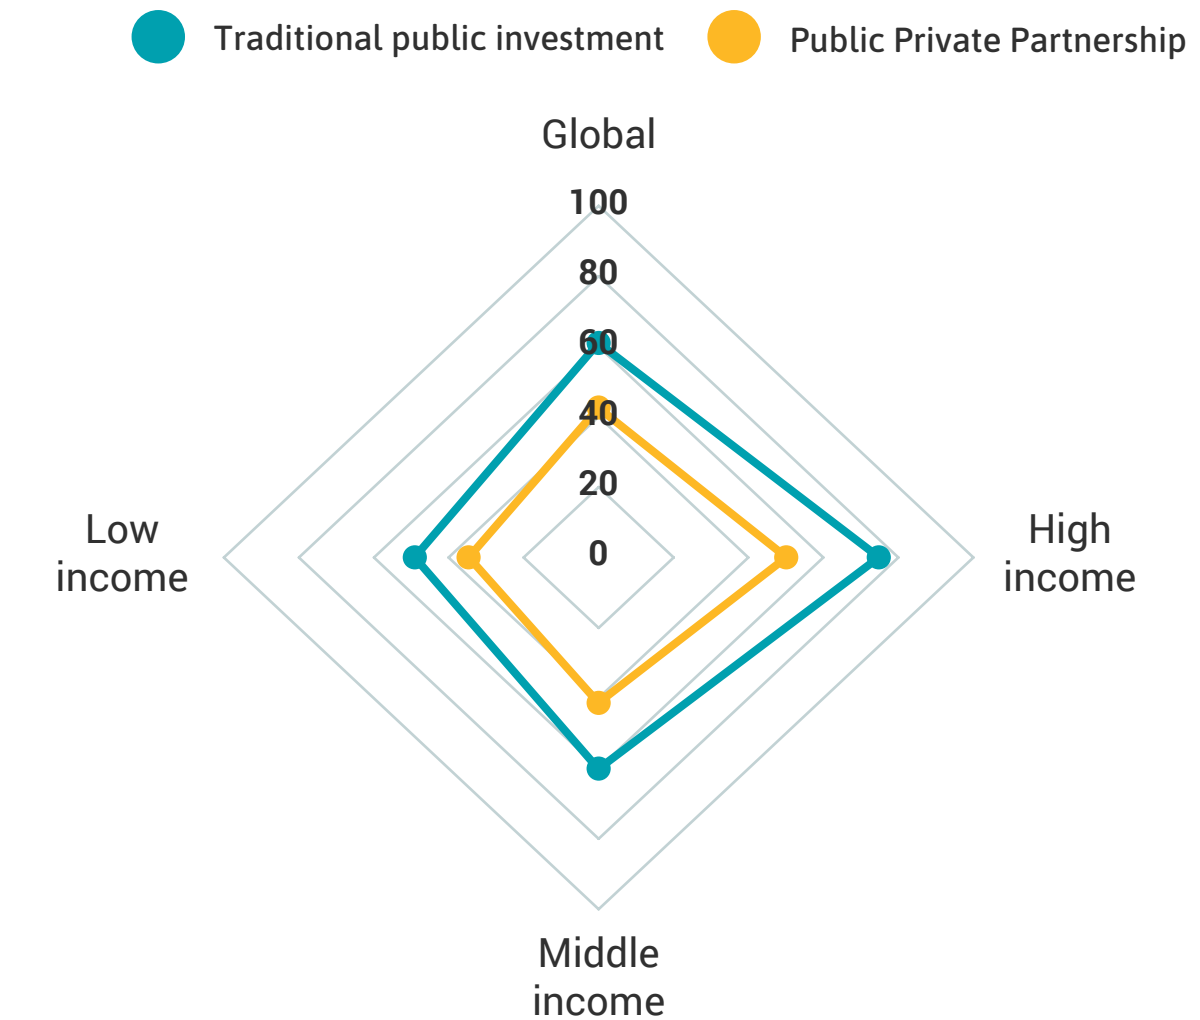 Traditional public investment
Public Private Partnership
Global
100
80
60
40
20
0
Low
income
High
income
Middle
income